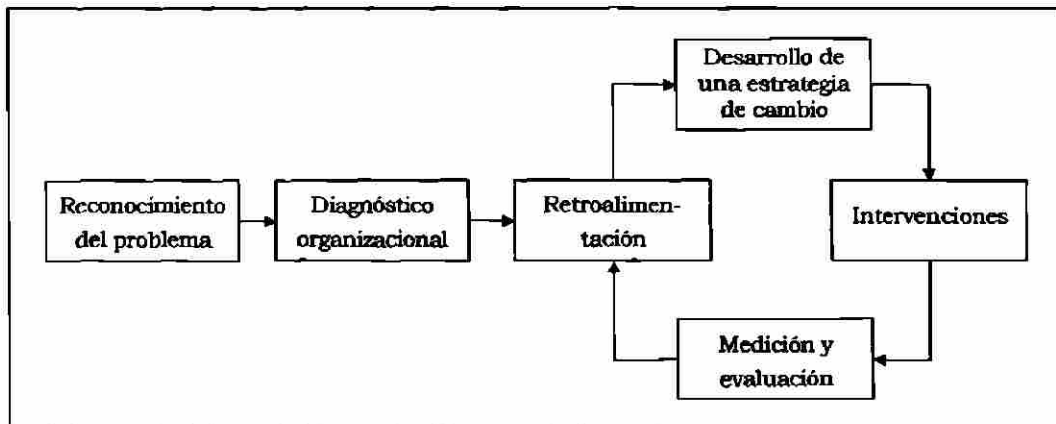 Reconocimiento
del problema
Diagnóstico
organizacional
Retroalimen-
tación
Desarrollo de
una estrategia
de cambio
Intervenciones
Medición y
evaluación